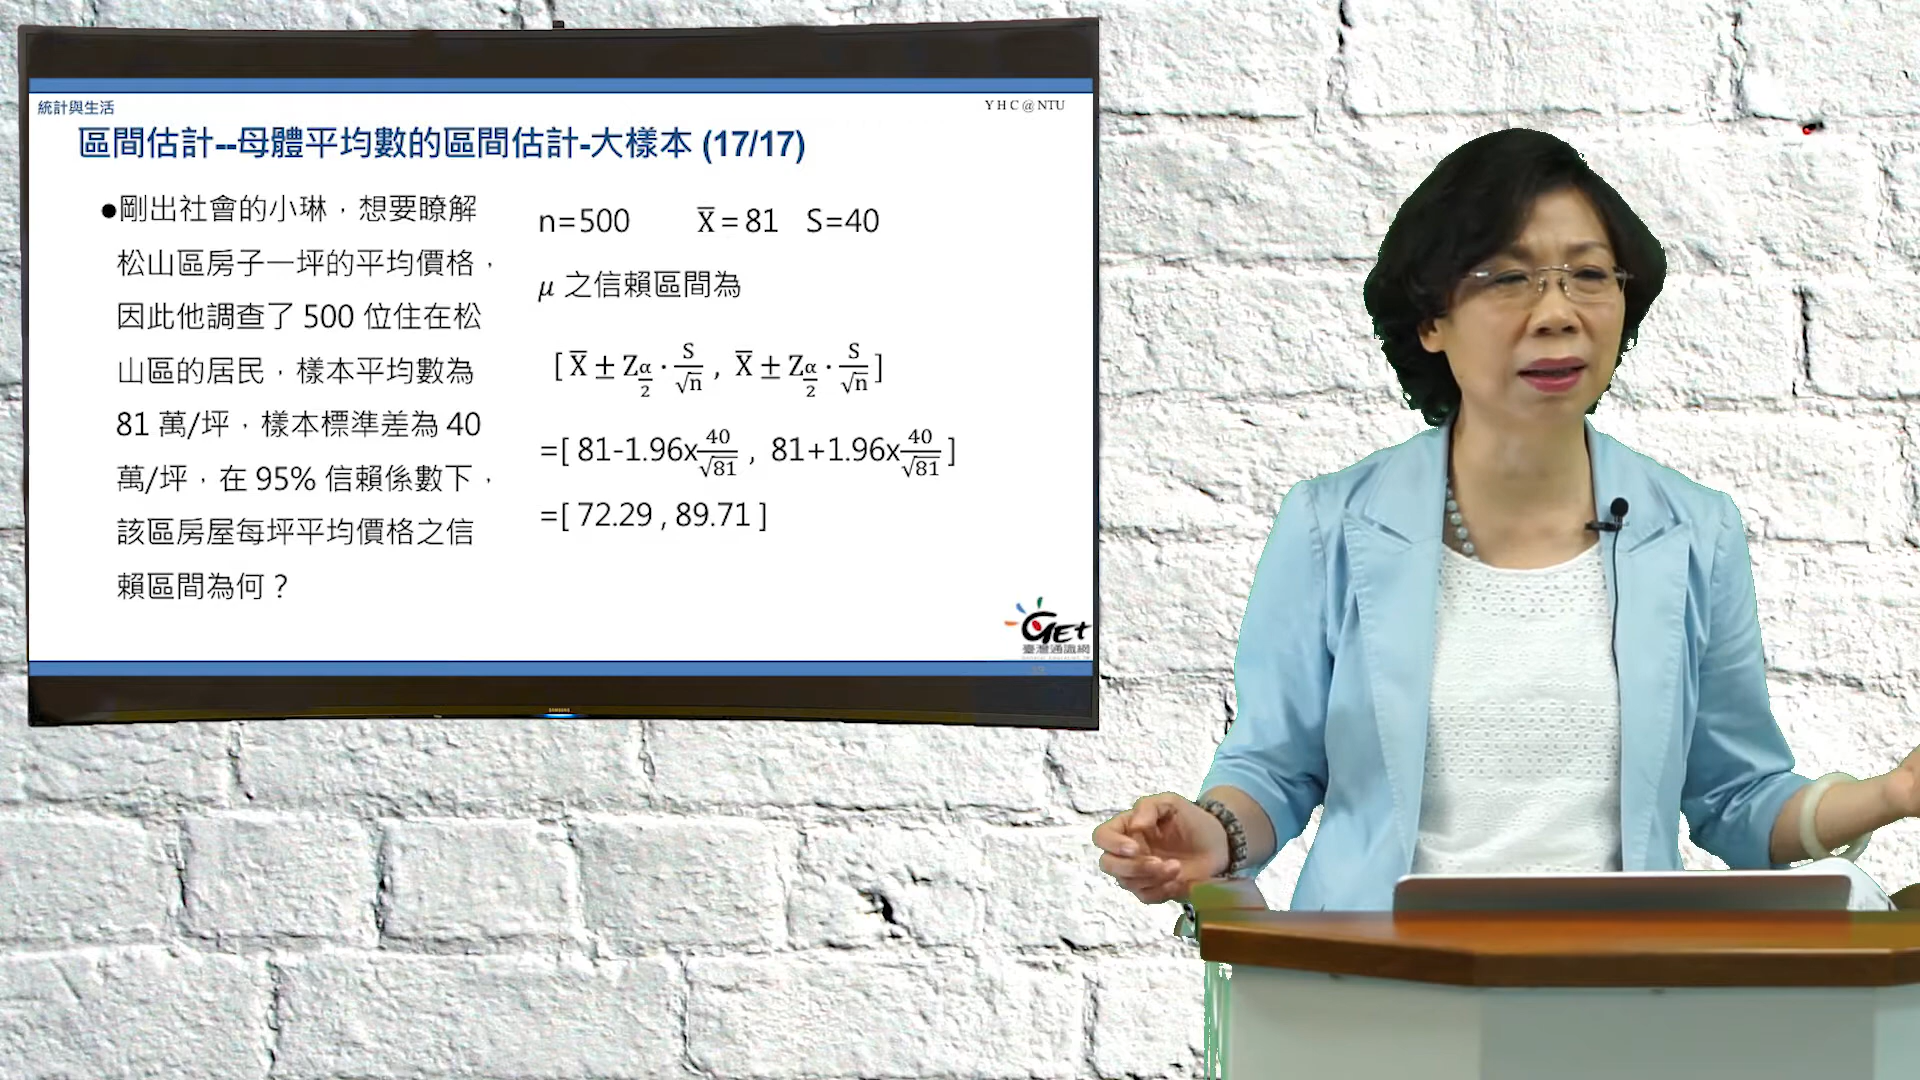 統計與生活
Y H C @ NTU
區間估計--母體平均數的區間估計-大樣本 (17/17)
●剛出社會的小琳，想要瞭解
松山區房子一坪的平均價格，
因此他調查了 500 位住在松
山區的居民，樣本平均數為
81 萬/坪，樣本標準差為 40
萬/坪，在 95% 信賴係數下，
該區房屋每坪平均價格之信
賴區間為何？
n=500 X̅=81 S=40
μ 之信賴區間為
[ X̅ ± Zα/2 · S/√n , X̅ ± Zα/2 · S/√n ]
=[ 81-1.96x40/√81 , 81+1.96x40/√81 ]
=[ 72.29 , 89.71 ]
GEt
臺灣通識網
SAMSUNG